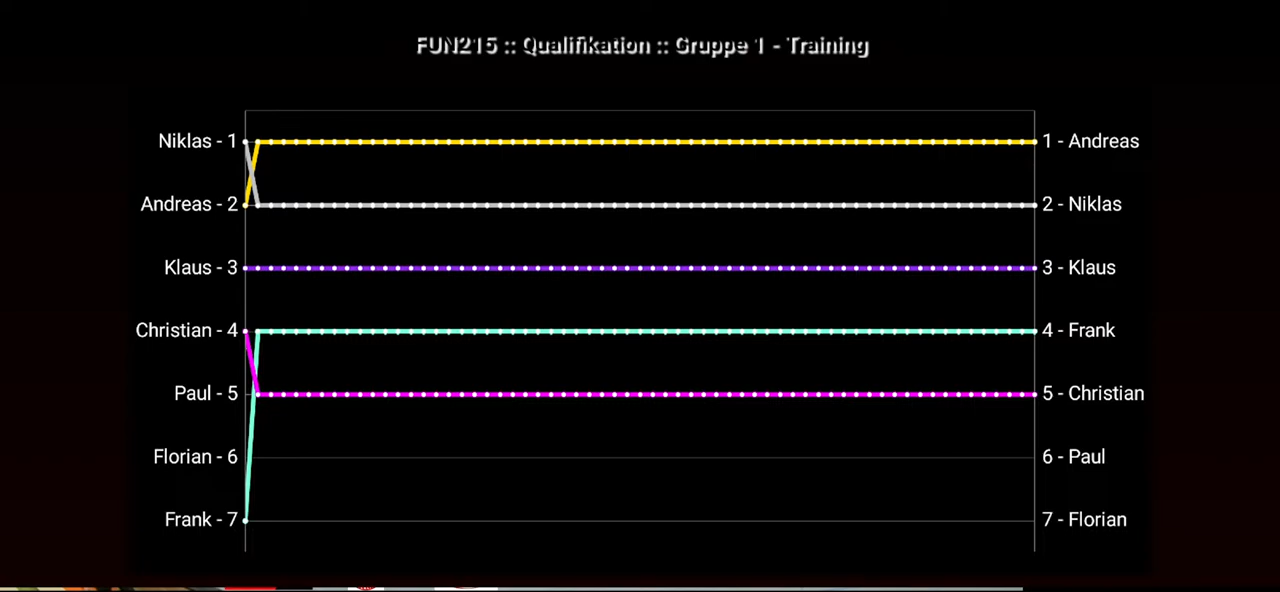 FUN215 :: Qualifikation :: Gruppe 1 - Training
Niklas - 1
1 - Andreas
Andreas - 2
2 - Niklas
Klaus - 3
3 - Klaus
Christian - 4
4 - Frank
Paul - 5
5 - Christian
Florian - 6
6 - Paul
Frank - 7
7 - Florian